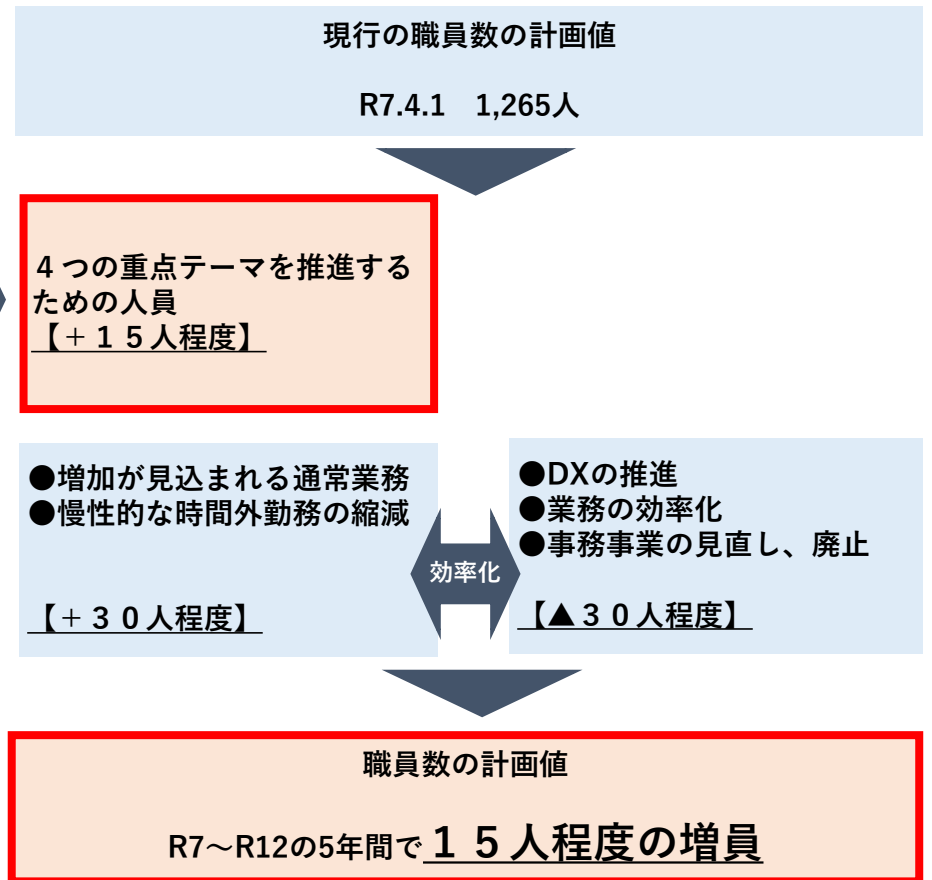 現行の職員数の計画値
R7.4.1　1,265人
４つの重点テーマを推進する
ための人員
【＋１５人程度】
●増加が見込まれる通常業務
●慢性的な時間外勤務の縮減
【＋３０人程度】
効率化
●DXの推進
●業務の効率化
●事務事業の見直し、廃止
【▲３０人程度】
職員数の計画値
R7～R12の5年間で１５人程度の増員